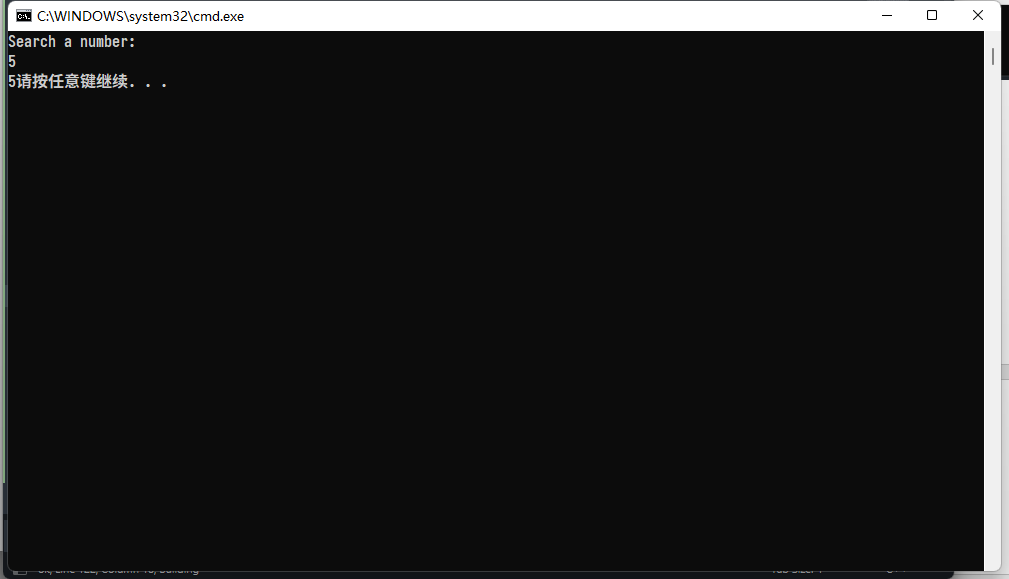 C:\WINDOWS\system32\cmd.exe
Search a number:
5
5请按任意键继续. . .